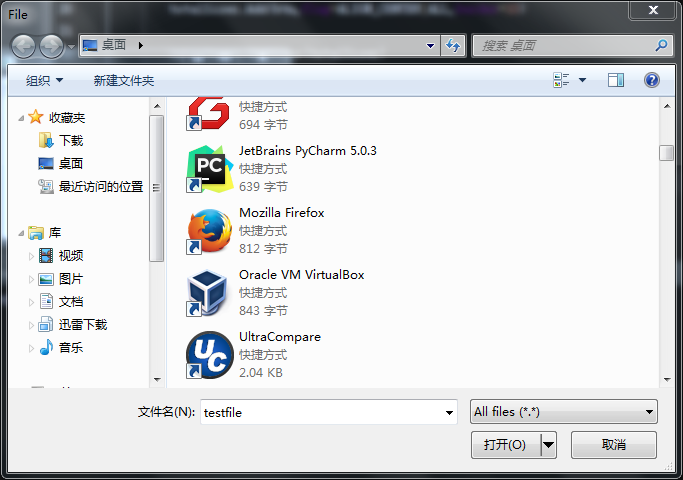 File
桌面
搜索 桌面
组织
新建文件夹
收藏夹
下载
桌面
最近访问的位置
库
视频
图片
文档
迅雷下载
音乐
快捷方式
694 字节
PC
JetBrains PyCharm 5.0.3
快捷方式
639 字节
Mozilla Firefox
快捷方式
812 字节
Oracle VM VirtualBox
快捷方式
843 字节
UC
UltraCompare
快捷方式
2.04 KB
文件名(N):
testfile
All files (*.*)
打开(O)
取消